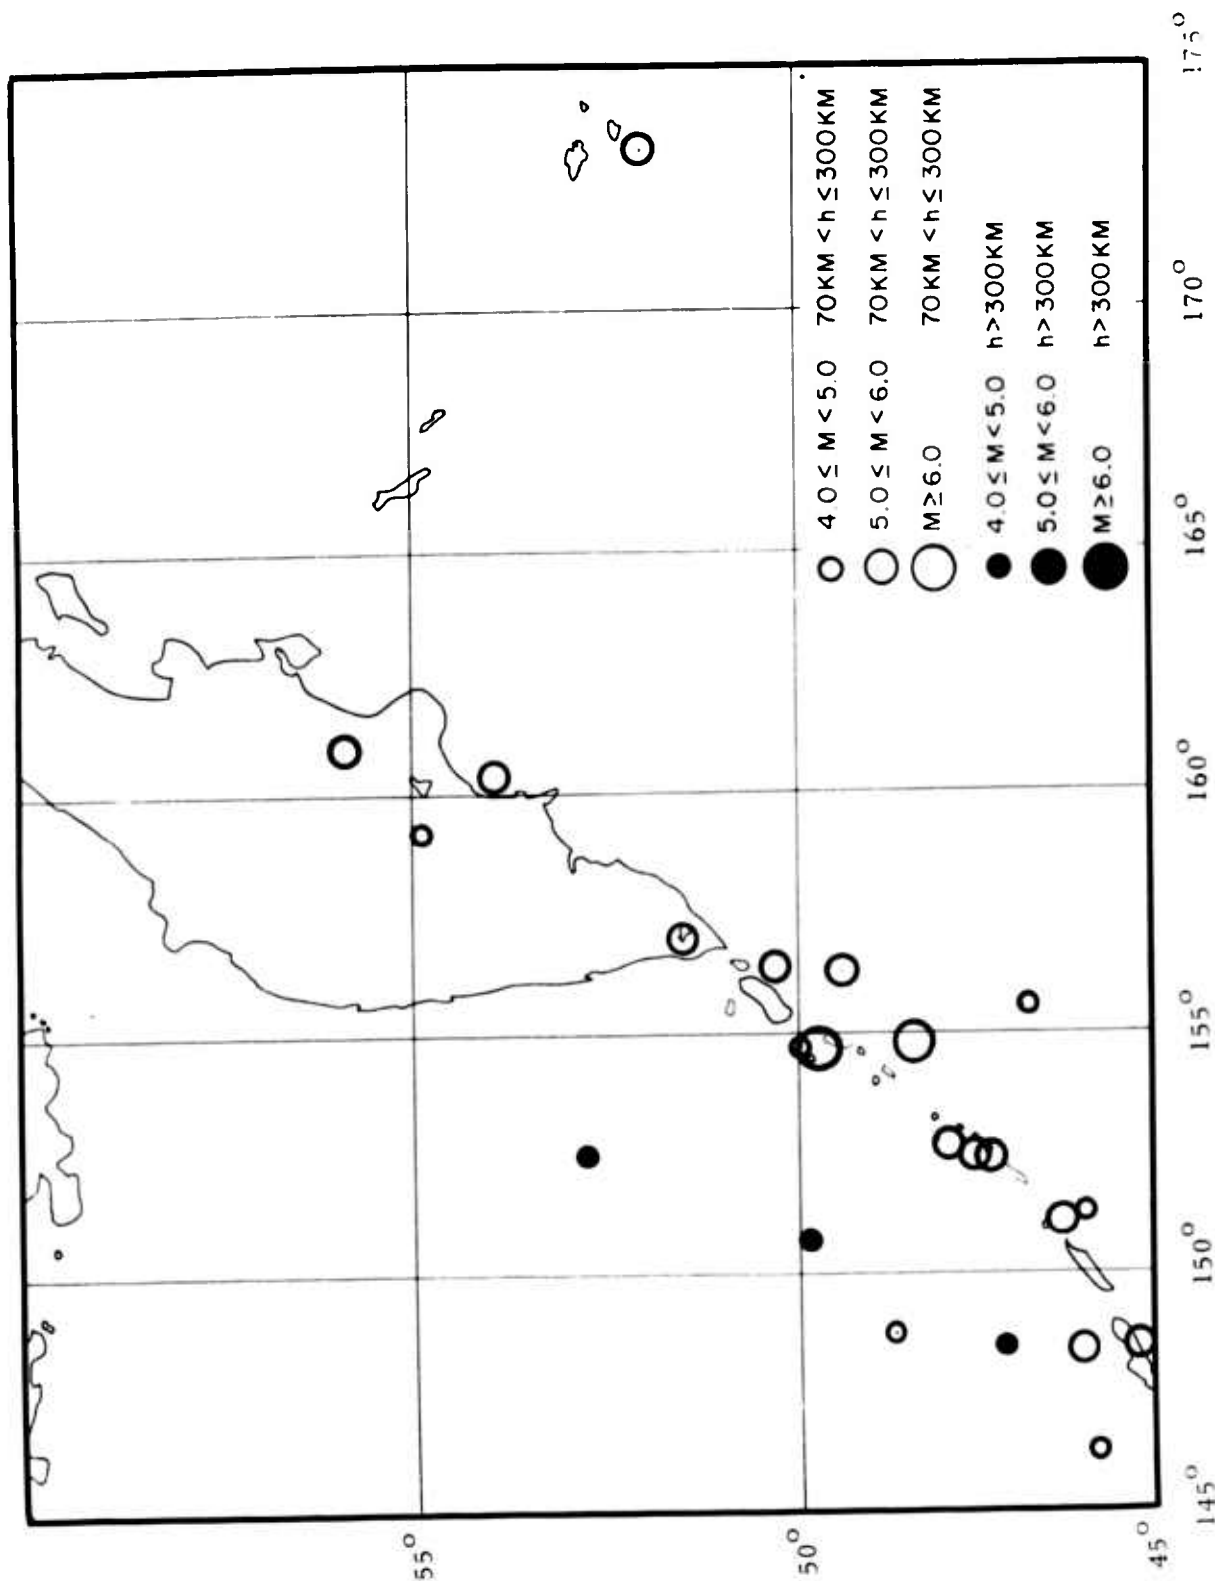 4.0 ≤ M < 5.0 70KM < h ≤ 300KM
5.0 ≤ M < 6.0 70KM < h ≤ 300KM
M ≥ 6.0 70KM < h ≤ 300KM
4.0 ≤ M < 5.0 h > 300KM
5.0 ≤ M < 6.0 h > 300KM
M ≥ 6.0 h > 300KM
55°
50°
45°
145° 150° 155° 160° 165° 170° 175°